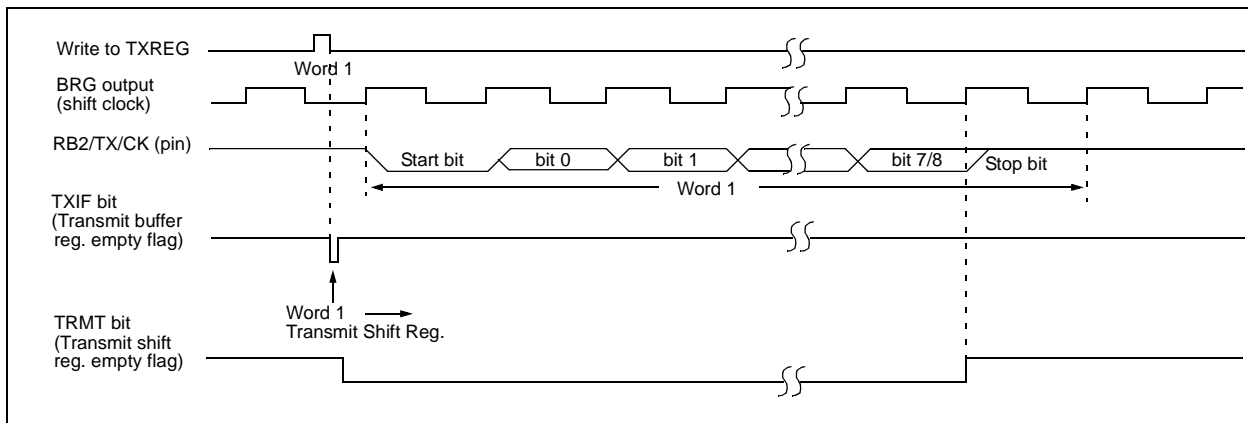 Write to TXREG
Word 1
BRG output
(shift clock)
RB2/TX/CK (pin)
Start bit
bit 0
bit 1
bit 7/8
Stop bit
Word 1
TXIF bit
(Transmit buffer
reg. empty flag)
Word 1
Transmit Shift Reg.
TRMT bit
(Transmit shift
reg. empty flag)